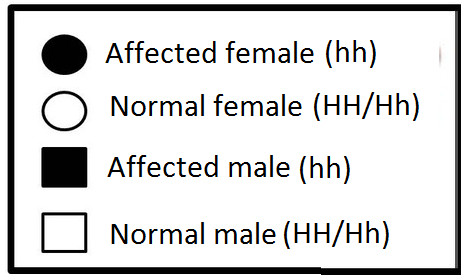 Affected female (hh)
Normal female (HH/Hh)
Affected male (hh)
Normal male (HH/Hh)